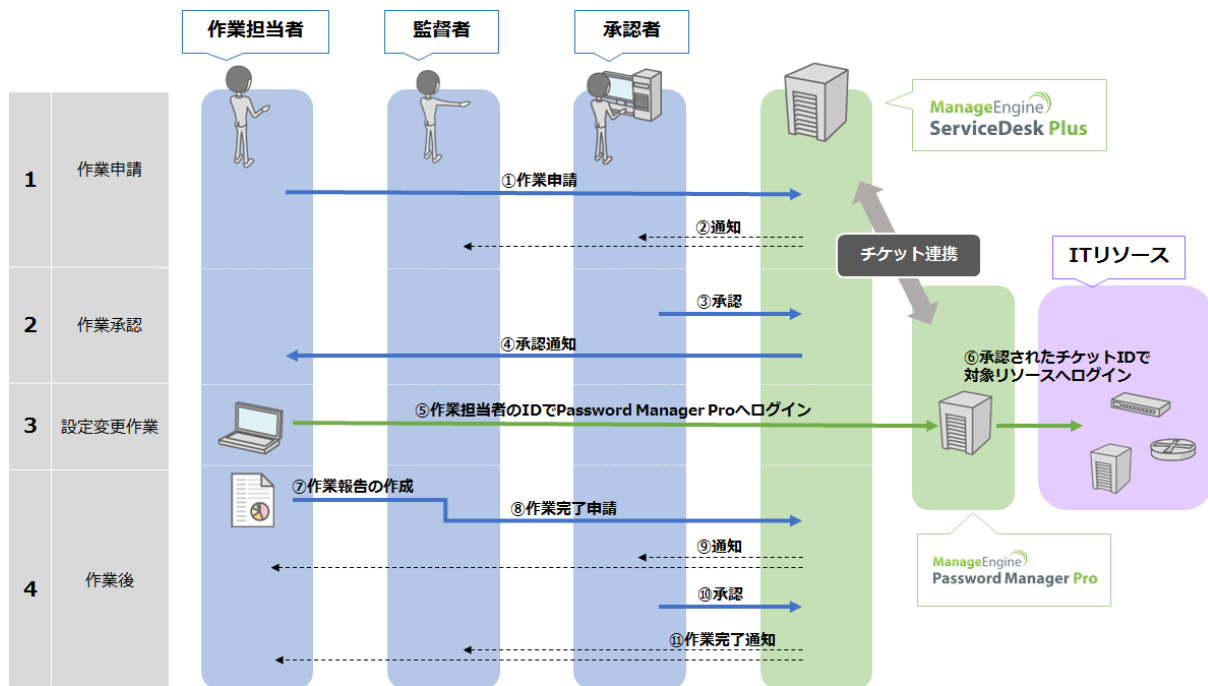 作業担当者
監督者
承認者
ManageEngine
ServiceDesk Plus
1
作業申請
①作業申請
②通知
チケット連携
ITリソース
2
作業承認
③承認
④承認通知
⑥承認されたチケットIDで
対象リソースへログイン
3
設定変更作業
⑤作業担当者のIDでPassword Manager Proへログイン
4
作業後
⑦作業報告の作成
⑧作業完了申請
⑨通知
ManageEngine
Password Manager Pro
⑩承認
⑪作業完了通知